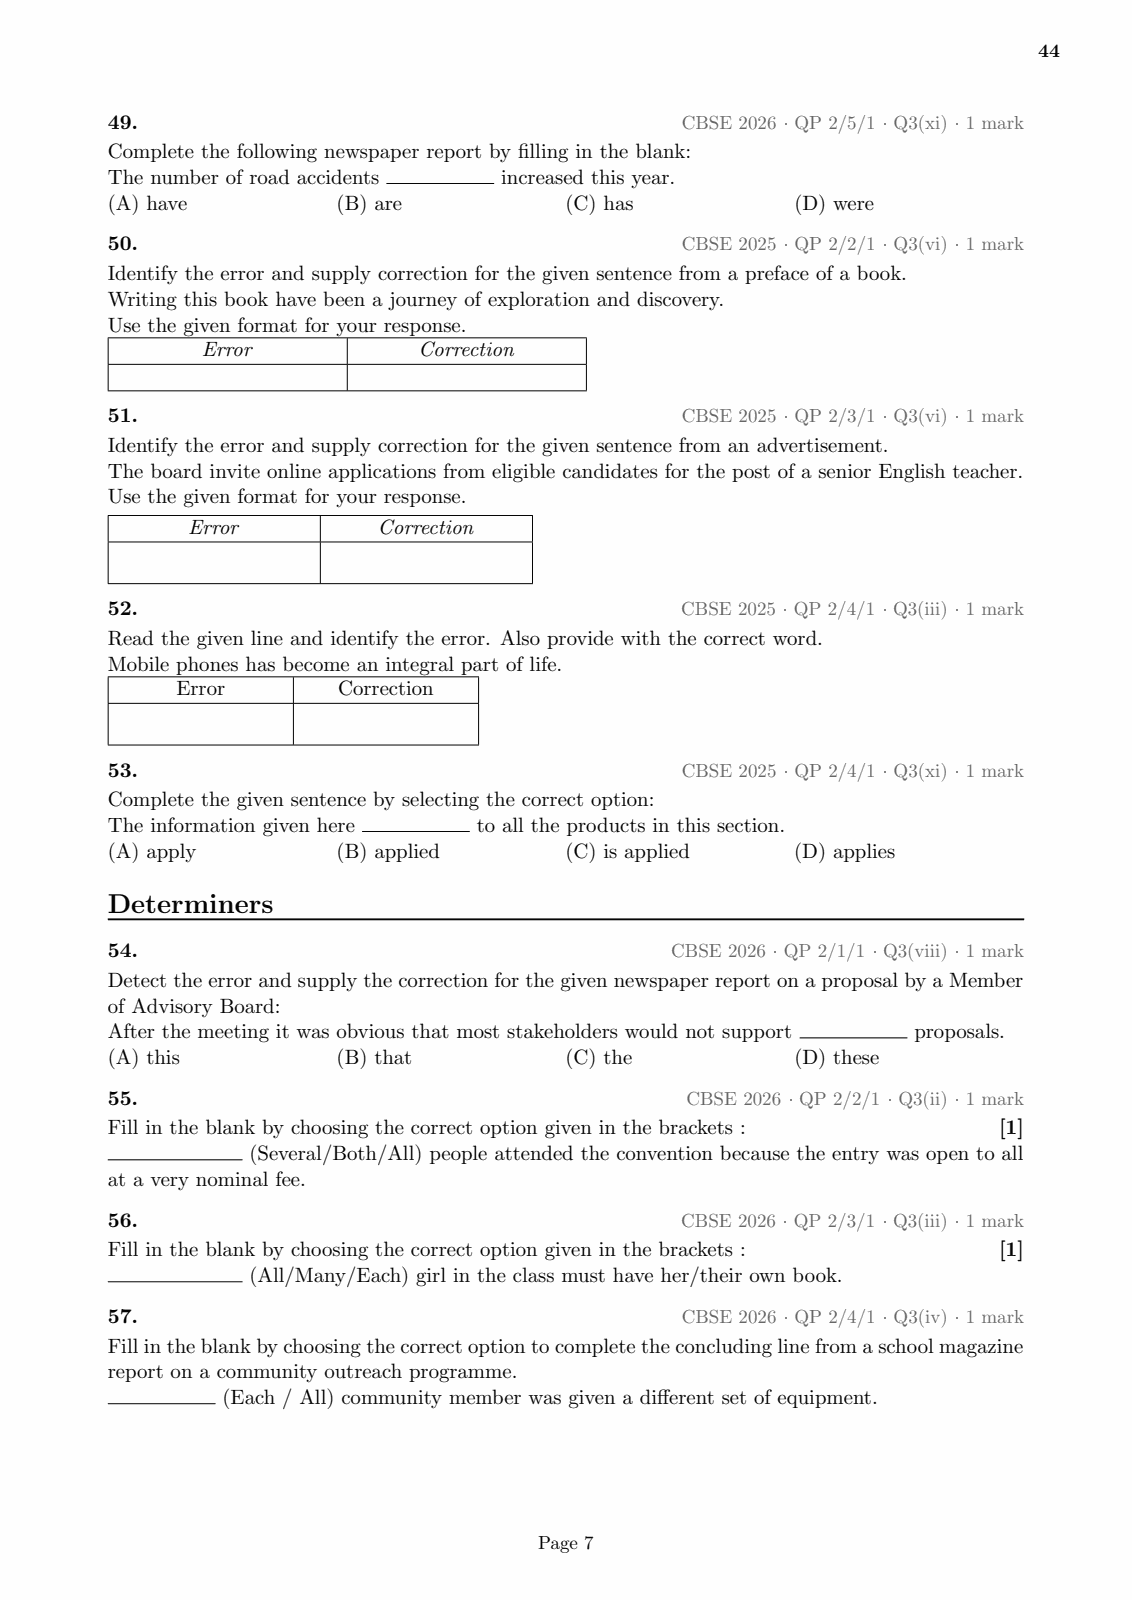 44
49. CBSE 2026 · QP 2/5/1 · Q3(xi) · 1 mark
Complete the following newspaper report by filling in the blank:
The number of road accidents __________ increased this year.
(A) have (B) are (C) has (D) were
50. CBSE 2025 · QP 2/2/1 · Q3(vi) · 1 mark
Identify the error and supply correction for the given sentence from a preface of a book.
Writing this book have been a journey of exploration and discovery.
Use the given format for your response.
Error Correction
51. CBSE 2025 · QP 2/3/1 · Q3(vi) · 1 mark
Identify the error and supply correction for the given sentence from an advertisement.
The board invite online applications from eligible candidates for the post of a senior English teacher.
Use the given format for your response.
Error Correction
52. CBSE 2025 · QP 2/4/1 · Q3(iii) · 1 mark
Read the given line and identify the error. Also provide with the correct word.
Mobile phones has become an integral part of life.
Error Correction
53. CBSE 2025 · QP 2/4/1 · Q3(xi) · 1 mark
Complete the given sentence by selecting the correct option:
The information given here __________ to all the products in this section.
(A) apply (B) applied (C) is applied (D) applies
Determiners
54. CBSE 2026 · QP 2/1/1 · Q3(viii) · 1 mark
Detect the error and supply the correction for the given newspaper report on a proposal by a Member
of Advisory Board:
After the meeting it was obvious that most stakeholders would not support __________ proposals.
(A) this (B) that (C) the (D) these
55. CBSE 2026 · QP 2/2/1 · Q3(ii) · 1 mark
Fill in the blank by choosing the correct option given in the brackets : [1]
____________ (Several/Both/All) people attended the convention because the entry was open to all
at a very nominal fee.
56. CBSE 2026 · QP 2/3/1 · Q3(iii) · 1 mark
Fill in the blank by choosing the correct option given in the brackets : [1]
____________ (All/Many/Each) girl in the class must have her/their own book.
57. CBSE 2026 · QP 2/4/1 · Q3(iv) · 1 mark
Fill in the blank by choosing the correct option to complete the concluding line from a school magazine
report on a community outreach programme.
__________ (Each / All) community member was given a different set of equipment.
Page 7